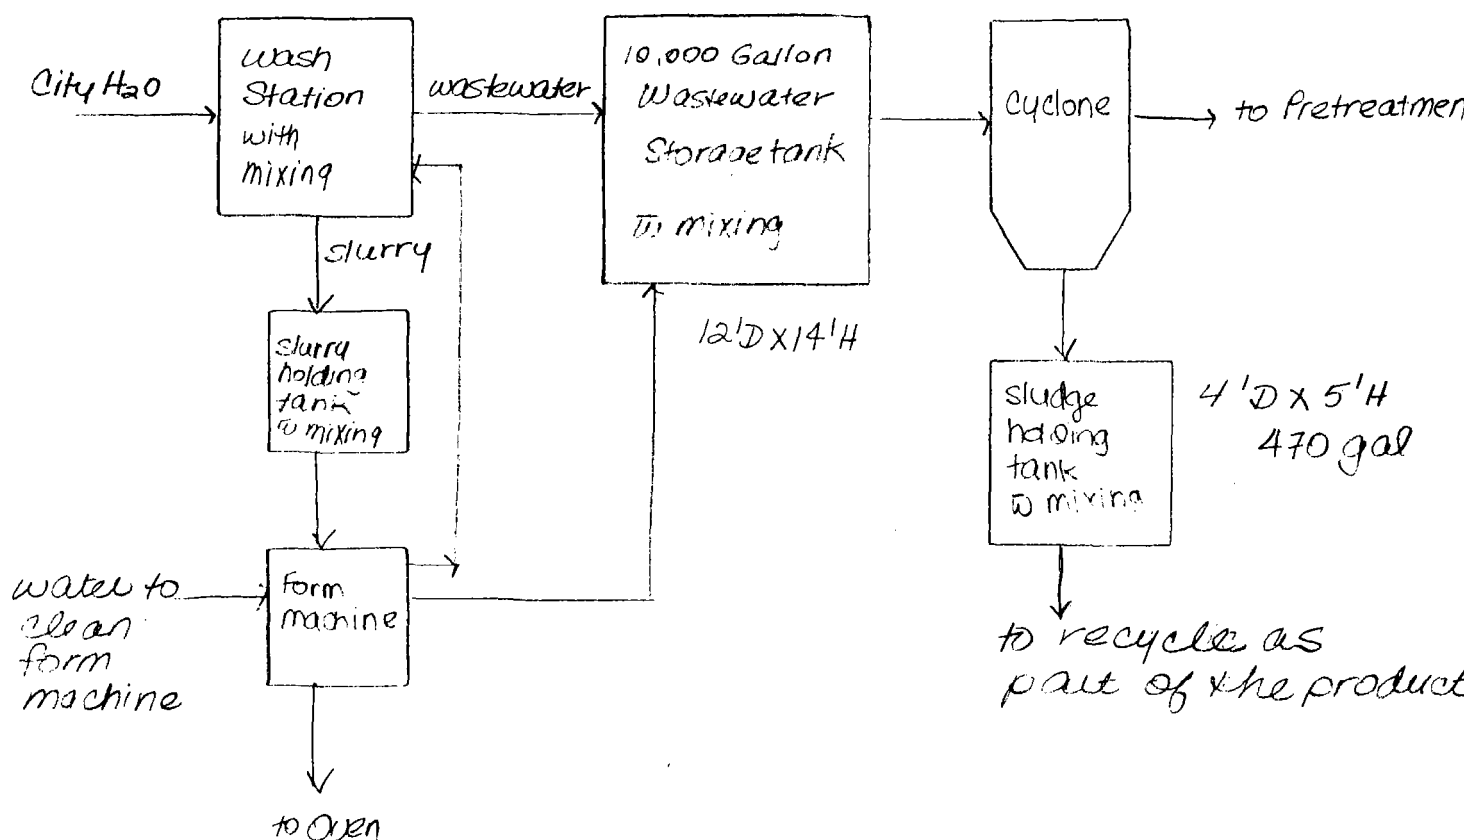 City H2O
wash
Station
with
mixing
wastewater
10,000 Gallon
Wastewater
Storage tank
w̅ mixing
12'D X 14'H
Cyclone
to Pretreatmen
slurry
slurry
holding
tank
w̅ mixing
sludge
holding
tank
w̅ mixing
4'D X 5'H
470 gal
water to
clean
form
machine
Form
machine
to recycle as
part of the product
to Oven